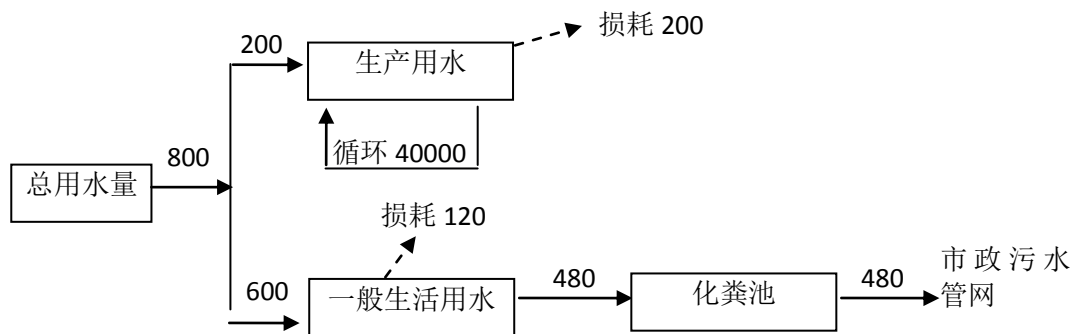 损耗 200
200
生产用水
循环 40000
800
总用水量
损耗 120
600
一般生活用水
480
化粪池
480
市政污水
管网